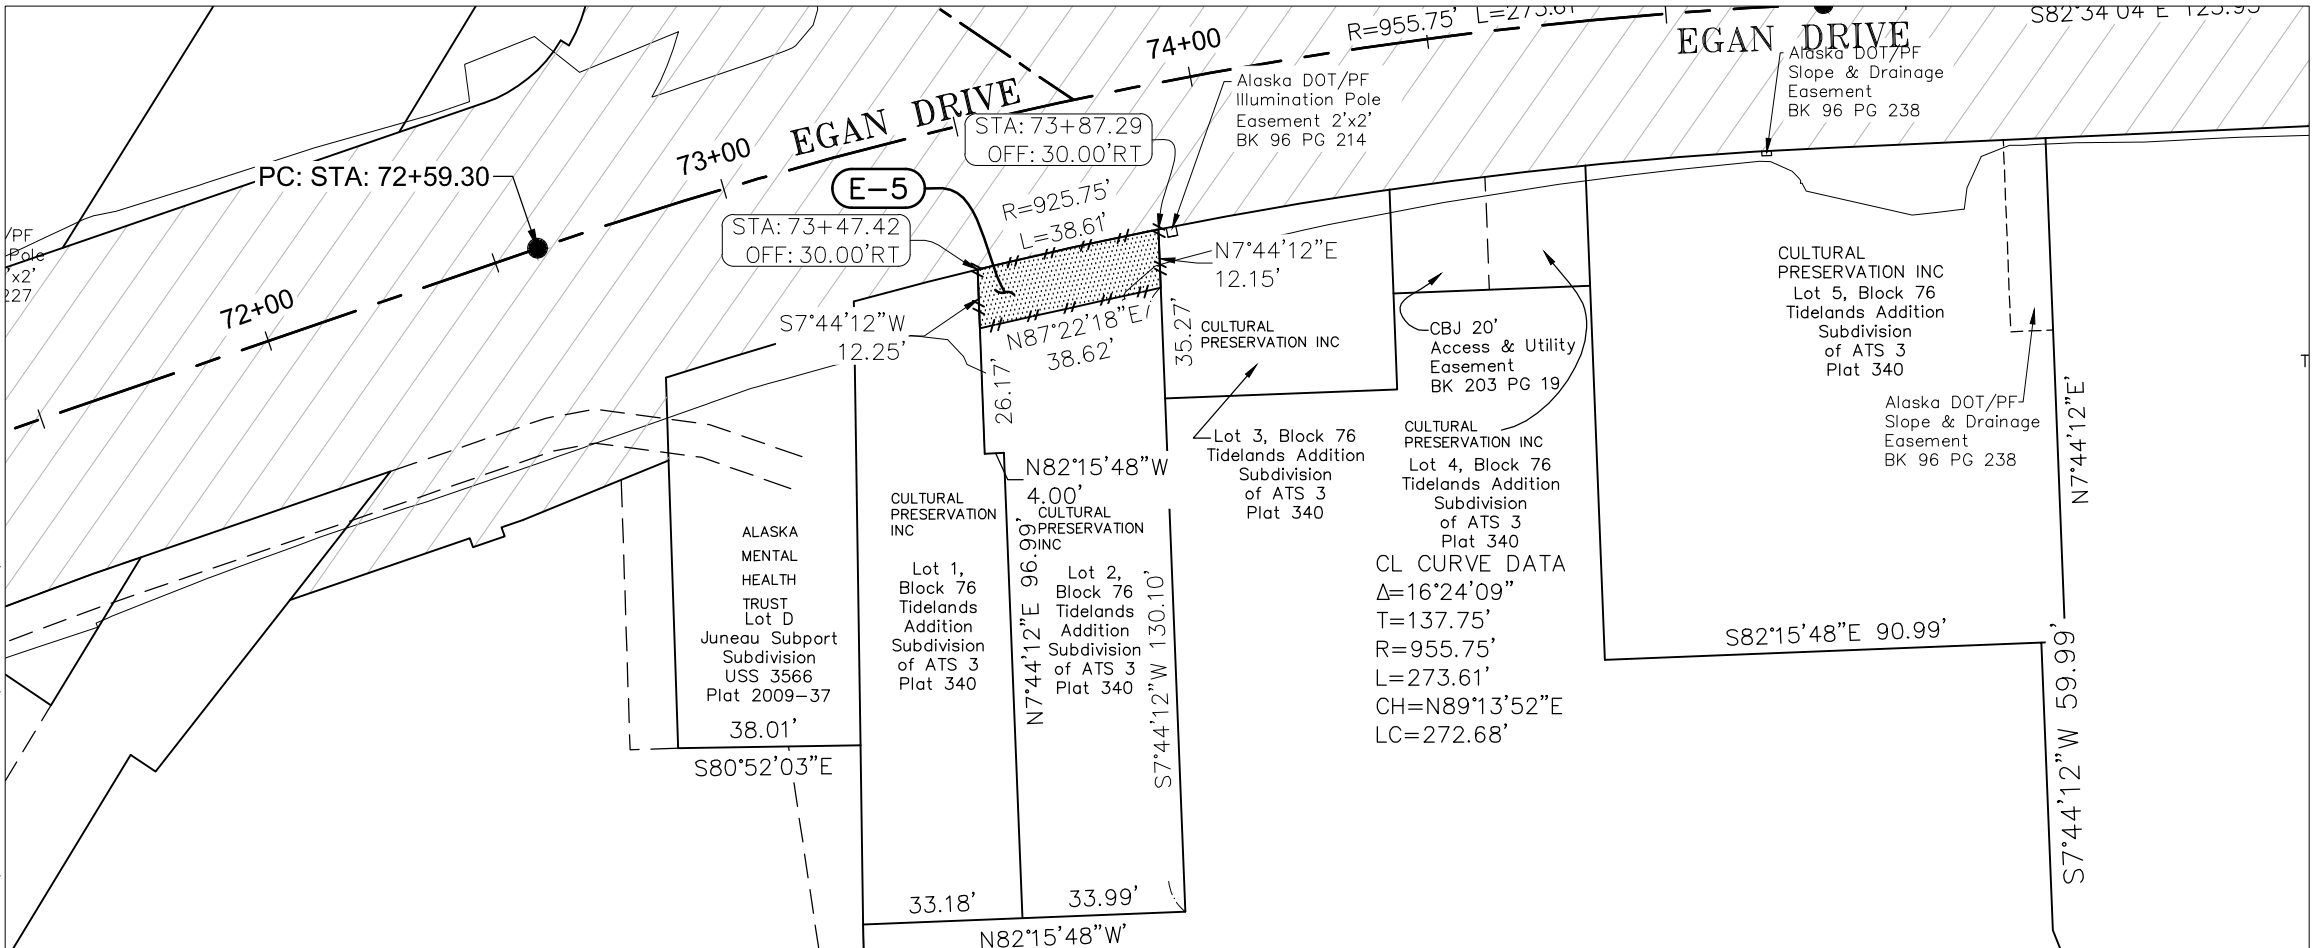 R=955.75' L=273.61'
S82°34'04"E 125.95'
EGAN DRIVE
74+00
Alaska DOT/PF
Illumination Pole
Easement 2'x2'
BK 96 PG 214
Alaska DOT/PF
Slope & Drainage
Easement
BK 96 PG 238
EGAN DRIVE
73+00
STA: 73+87.29
OFF: 30.00'RT
PC: STA: 72+59.30
E-5
R=925.75'
L=38.61'
STA: 73+47.42
OFF: 30.00'RT
N7°44'12"E
12.15'
/PF
Pole
'x2'
227
72+00
S7°44'12"W
12.25'
N87°22'18"E
38.62'
26.17'
35.27'
CULTURAL
PRESERVATION INC
Lot 3, Block 76
Tidelands Addition
Subdivision
of ATS 3
Plat 340
CBJ 20'
Access & Utility
Easement
BK 203 PG 19
CULTURAL
PRESERVATION INC
Lot 4, Block 76
Tidelands Addition
Subdivision
of ATS 3
Plat 340
CULTURAL
PRESERVATION INC
Lot 5, Block 76
Tidelands Addition
Subdivision
of ATS 3
Plat 340
Alaska DOT/PF
Slope & Drainage
Easement
BK 96 PG 238
N7°44'12"E'
T
N82°15'48"W
4.00'
ALASKA
MENTAL
HEALTH
TRUST
Lot D
Juneau Subport
Subdivision
USS 3566
Plat 2009-37
38.01'
S80°52'03"E
CULTURAL
PRESERVATION
INC
Lot 1,
Block 76
Tidelands
Addition
Subdivision
of ATS 3
Plat 340
N7°44'12"E 96.99'
CULTURAL
PRESERVATION
INC
Lot 2,
Block 76
Tidelands
Addition
Subdivision
of ATS 3
Plat 340
S7°44'12"W 130.10'
CL CURVE DATA
Δ=16°24'09"
T=137.75'
R=955.75'
L=273.61'
CH=N89°13'52"E
LC=272.68'
S82°15'48"E 90.99'
S7°44'12"W 59.99'
33.18'
33.99'
N82°15'48"W'